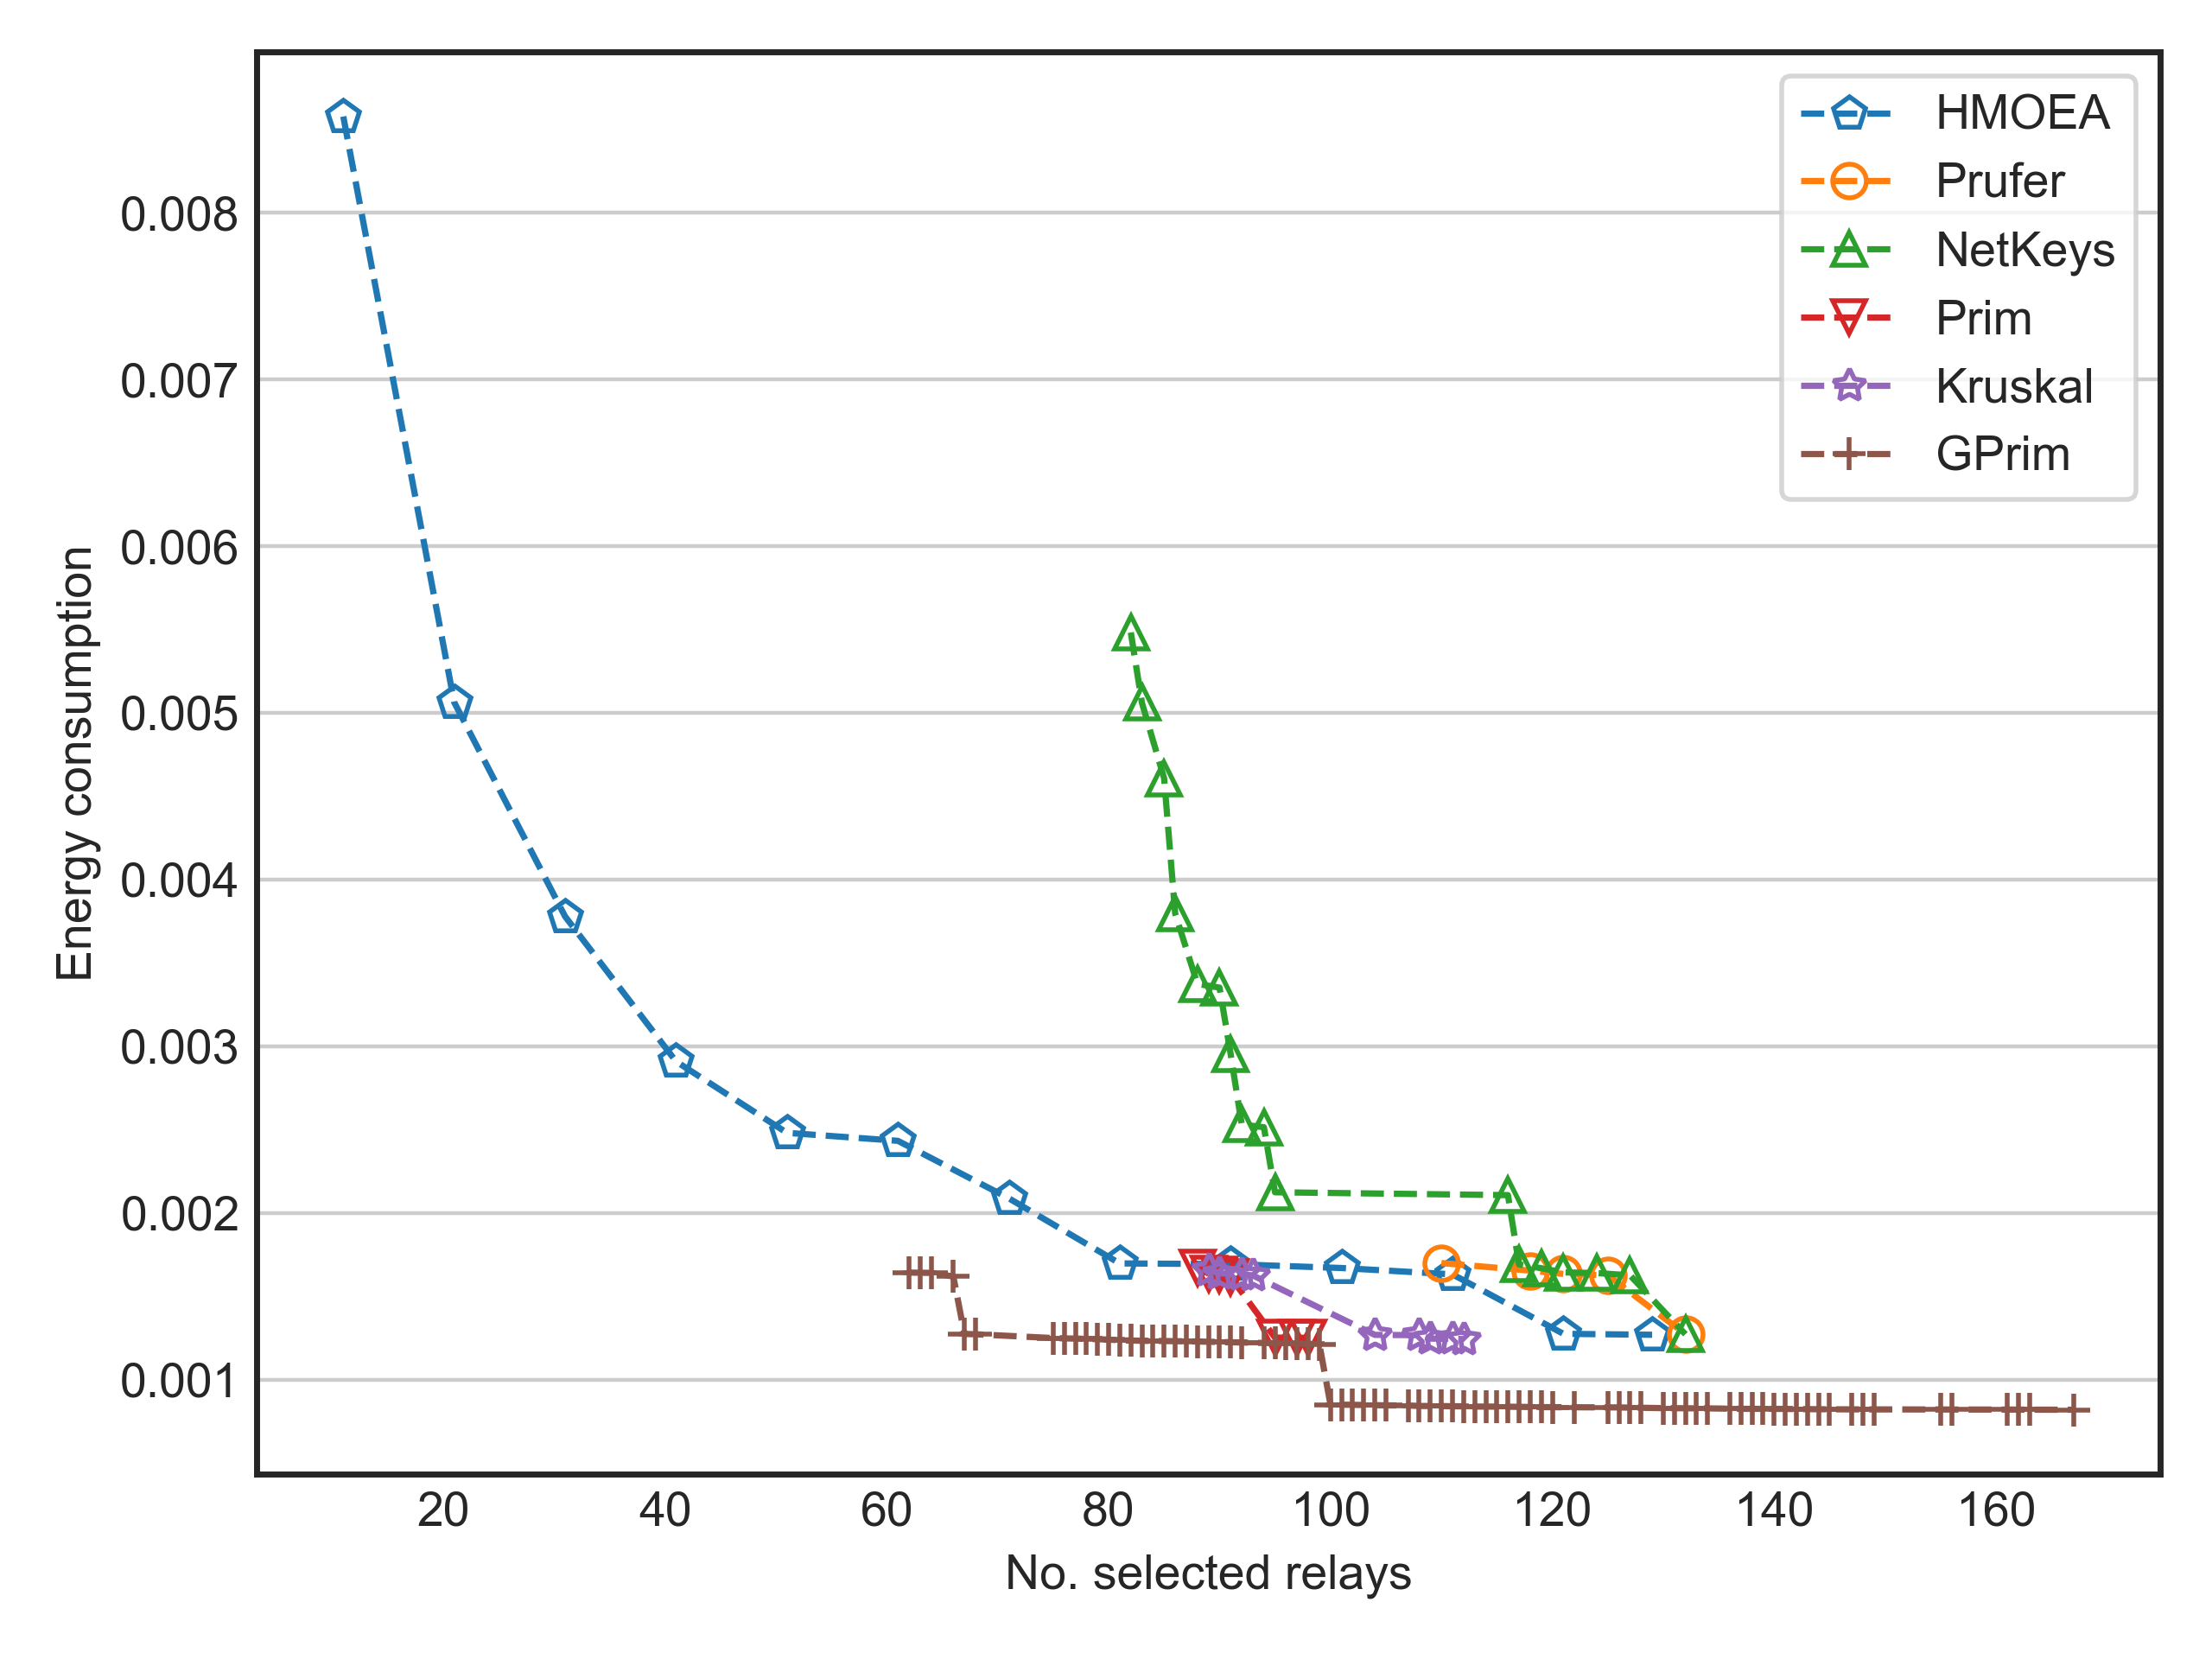 HMOEA
Prufer
NetKeys
Prim
Kruskal
GPrim
0.008
0.007
0.006
0.005
0.004
0.003
0.002
0.001
Energy consumption
20 40 60 80 100 120 140 160
No. selected relays